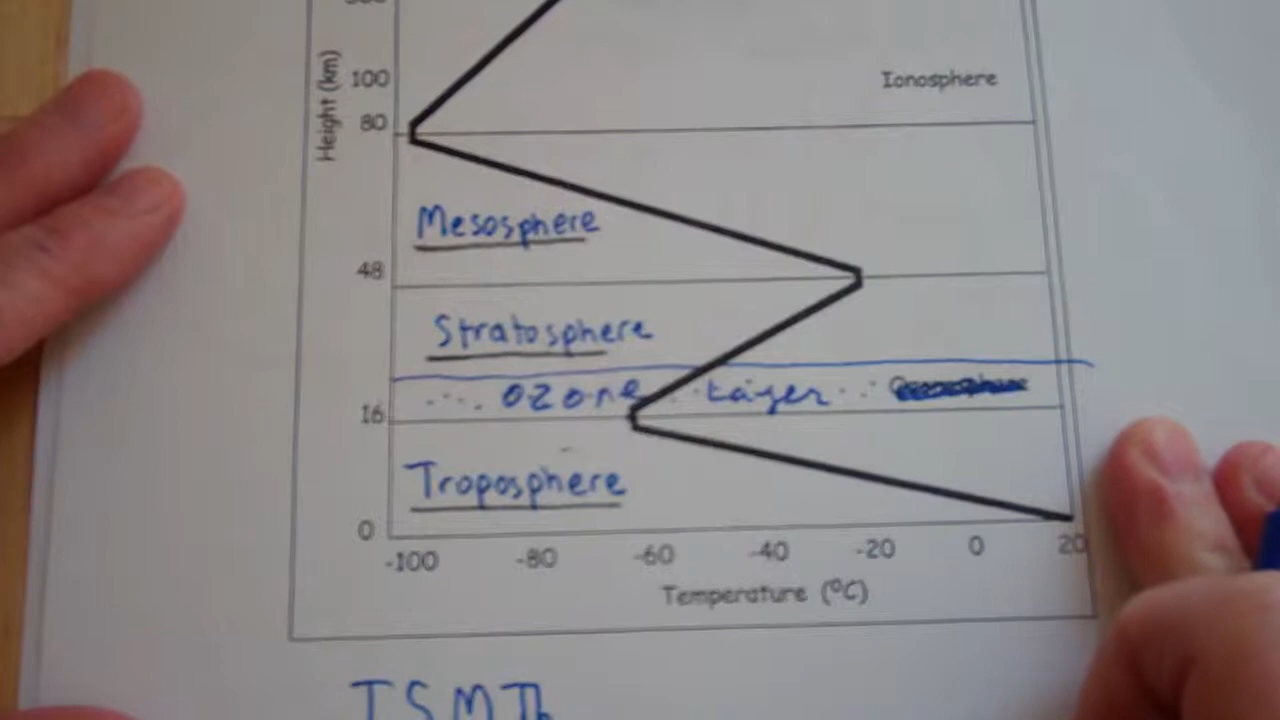 100
Ionosphere
80
Height (km)
Mesosphere
48
Stratosphere
ozone Layer
16
Troposphere
0
-100 -80 -60 -40 -20 0 20
Temperature (°C)
TSMTh